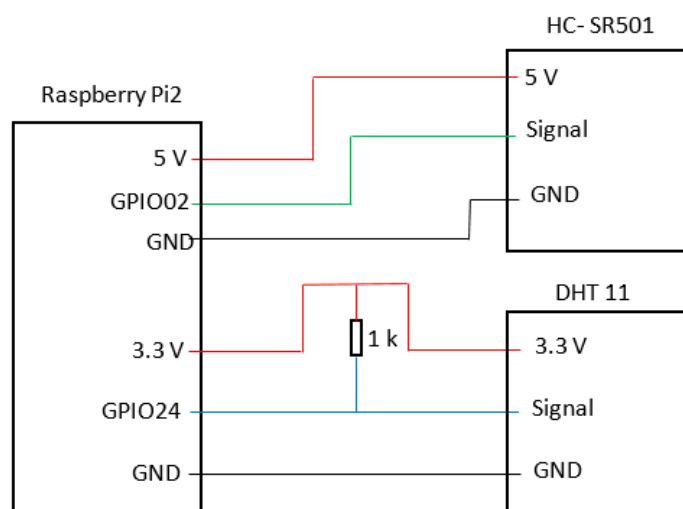 HC- SR501
5 V
Signal
GND
Raspberry Pi2
5 V
GPIO02
GND
3.3 V
GPIO24
GND
1 k
DHT 11
3.3 V
Signal
GND